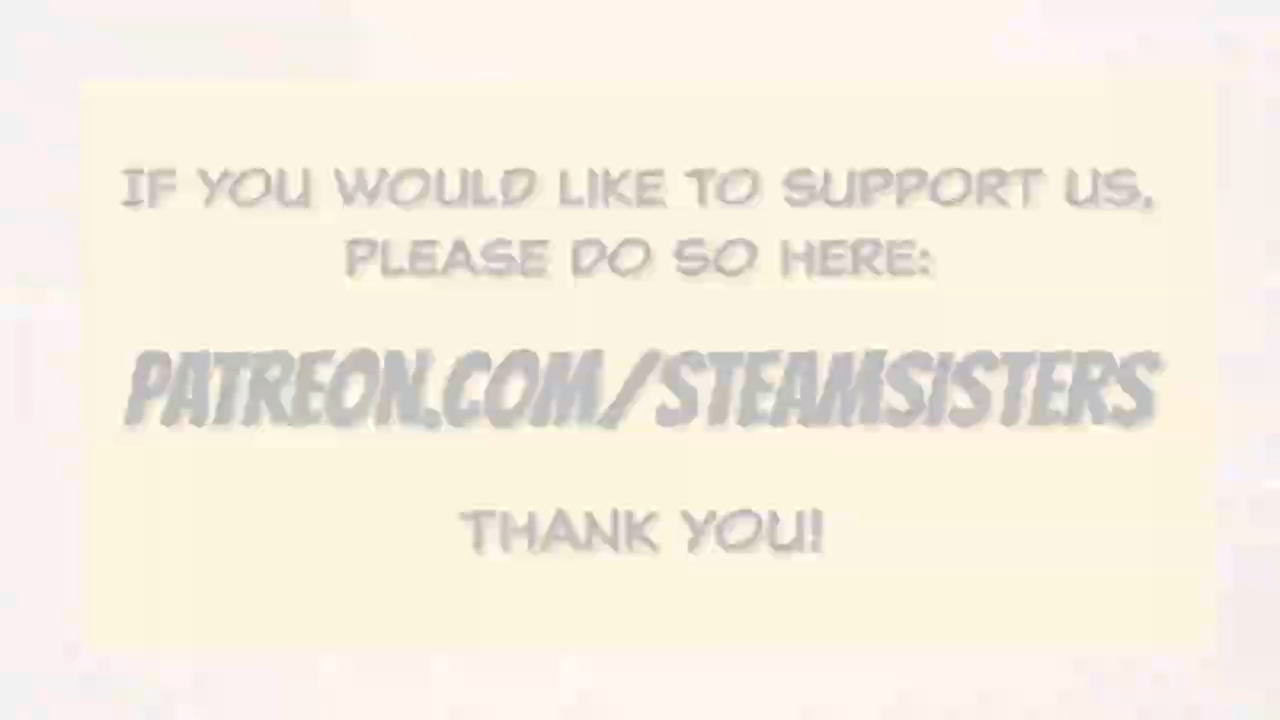 IF YOU WOULD LIKE TO SUPPORT US,
PLEASE DO SO HERE:
PATREON.COM/STEAMSISTERS
THANK YOU!